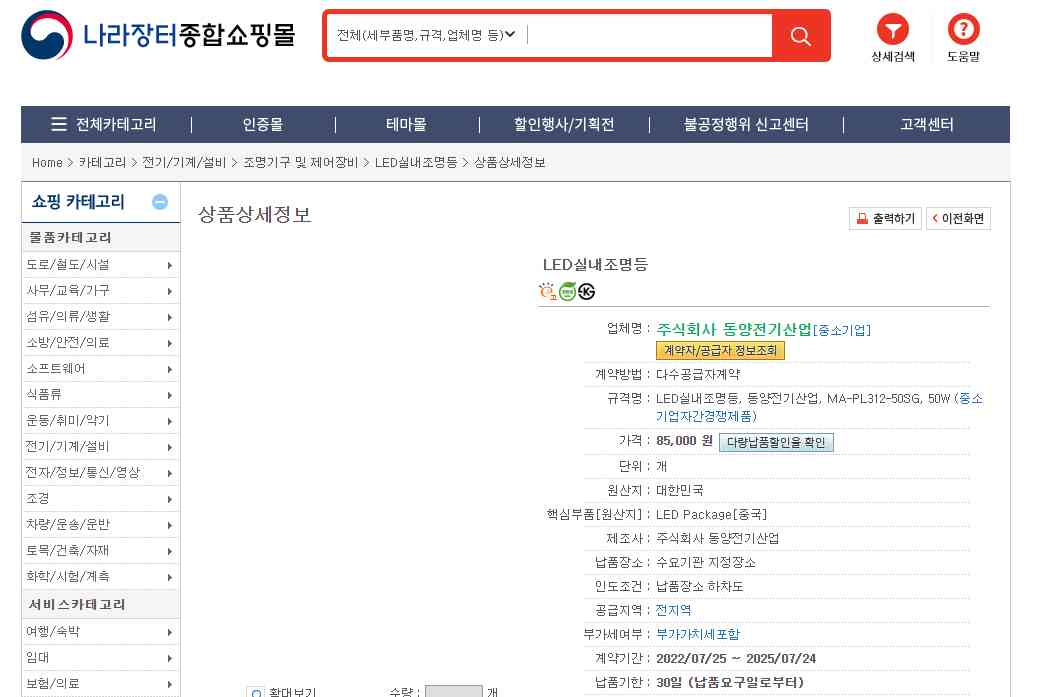 나라장터종합쇼핑몰
전체(세부품명,규격,업체명 등)
상세검색
도움말
전체카테고리 인증몰 테마몰 할인행사/기획전 불공정행위 신고센터 고객센터
Home > 카테고리 > 전기/기계/설비 > 조명기구 및 제어장비 > LED실내조명등 > 상품상세정보
쇼핑 카테고리
물품카테고리
도로/철도/시설
사무/교육/가구
섬유/의류/생활
소방/안전/의료
소프트웨어
식품류
운동/취미/악기
전기/기계/설비
전자/정보/통신/영상
조경
차량/운송/운반
토목/건축/자재
화학/시험/계측
서비스카테고리
여행/숙박
임대
보험/의료
상품상세정보
출력하기 이전화면
LED실내조명등
업체명 : 주식회사 동양전기산업[중소기업]
계약자/공급자 정보조회
계약방법 : 다수공급자계약
규격명 : LED실내조명등, 동양전기산업, MA-PL312-50SG, 50W (중소
기업자간경쟁제품)
가격 : 85,000 원 다량납품할인율 확인
단위 : 개
원산지 : 대한민국
핵심부품[원산지] : LED Package[중국]
제조사 : 주식회사 동양전기산업
납품장소 : 수요기관 지정장소
인도조건 : 납품장소 하차도
공급지역 : 전지역
부가세여부 : 부가가치세포함
계약기간 : 2022/07/25 ~ 2025/07/24
납품기한 : 30일 (납품요구일로부터)
확대보기
수량 : 개